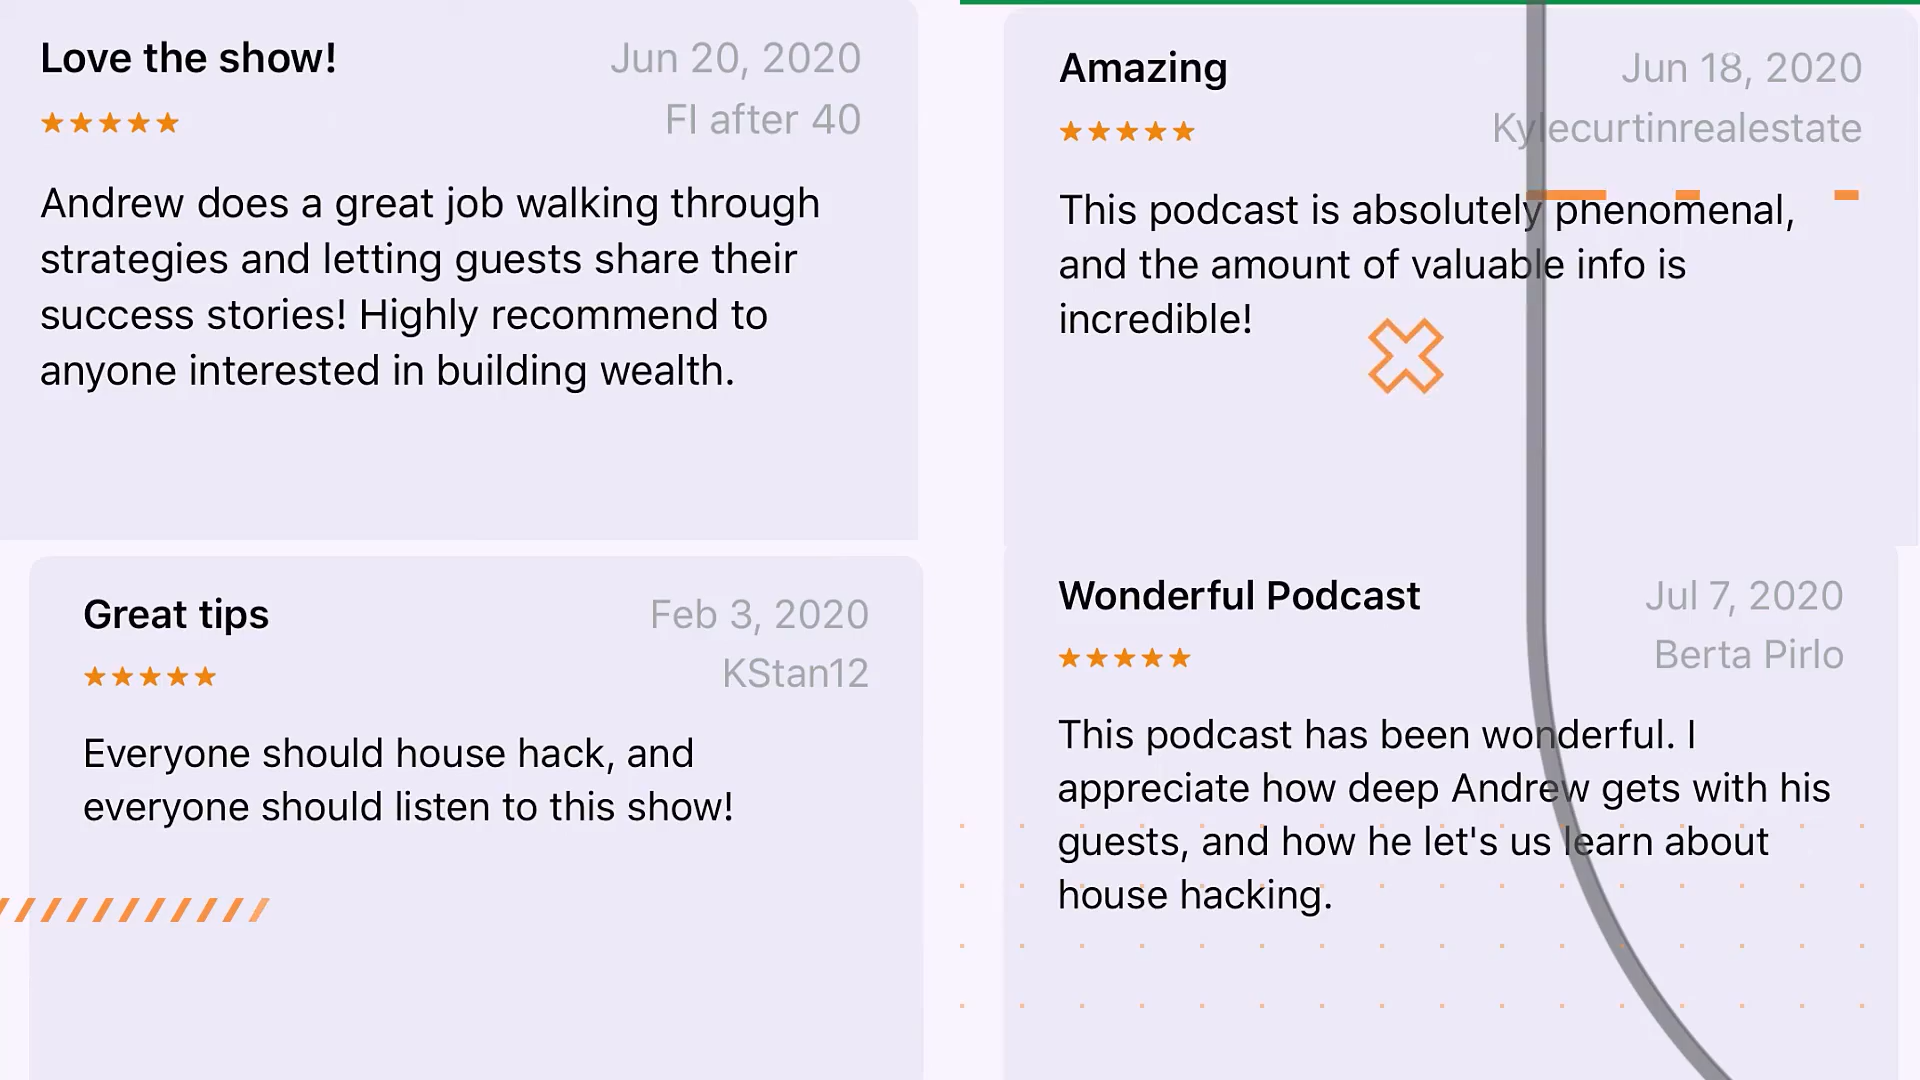 Love the show!
Jun 20, 2020
FI after 40
Andrew does a great job walking through
strategies and letting guests share their
success stories! Highly recommend to
anyone interested in building wealth.
Amazing
Jun 18, 2020
Kylecurtinrealestate
This podcast is absolutely phenomenal,
and the amount of valuable info is
incredible!
Great tips
Feb 3, 2020
KStan12
Everyone should house hack, and
everyone should listen to this show!
Wonderful Podcast
Jul 7, 2020
Berta Pirlo
This podcast has been wonderful. I
appreciate how deep Andrew gets with his
guests, and how he let's us learn about
house hacking.